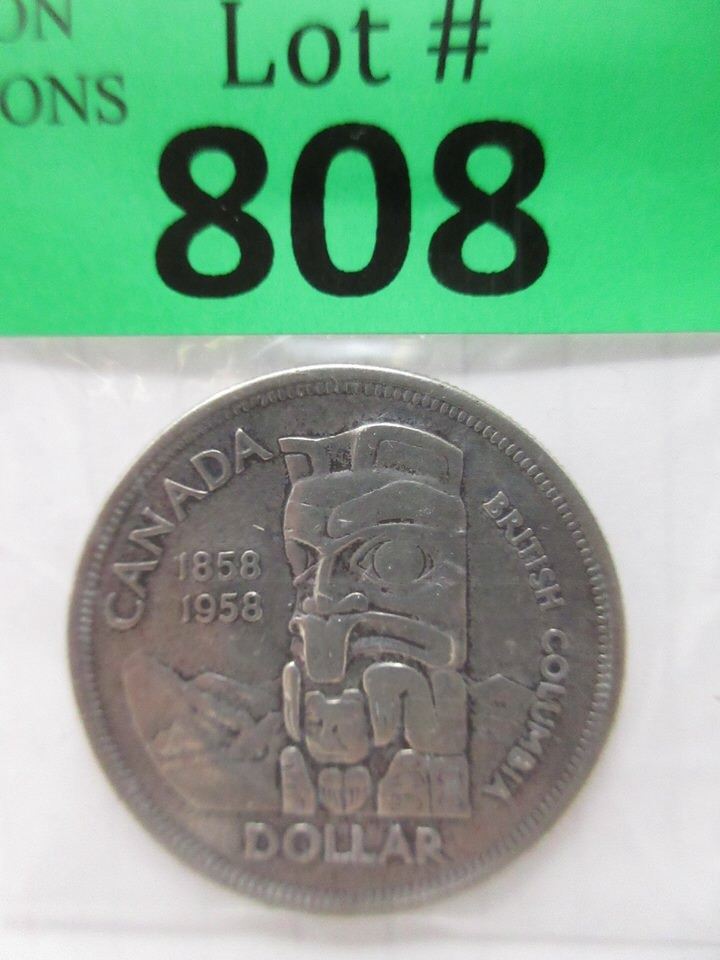 ON
ONS
Lot #
808
CANADA
1858
1958
BRITISH COLUMBIA
DOLLAR